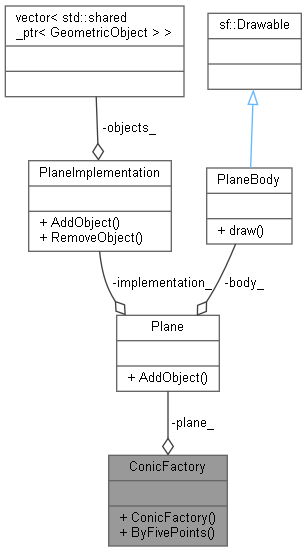 vector< std::shared
_ptr< GeometricObject > >
sf::Drawable
-objects_
PlaneImplementation
+ AddObject()
+ RemoveObject()
PlaneBody
+ draw()
-implementation_
-body_
Plane
+ AddObject()
-plane_
ConicFactory
+ ConicFactory()
+ ByFivePoints()